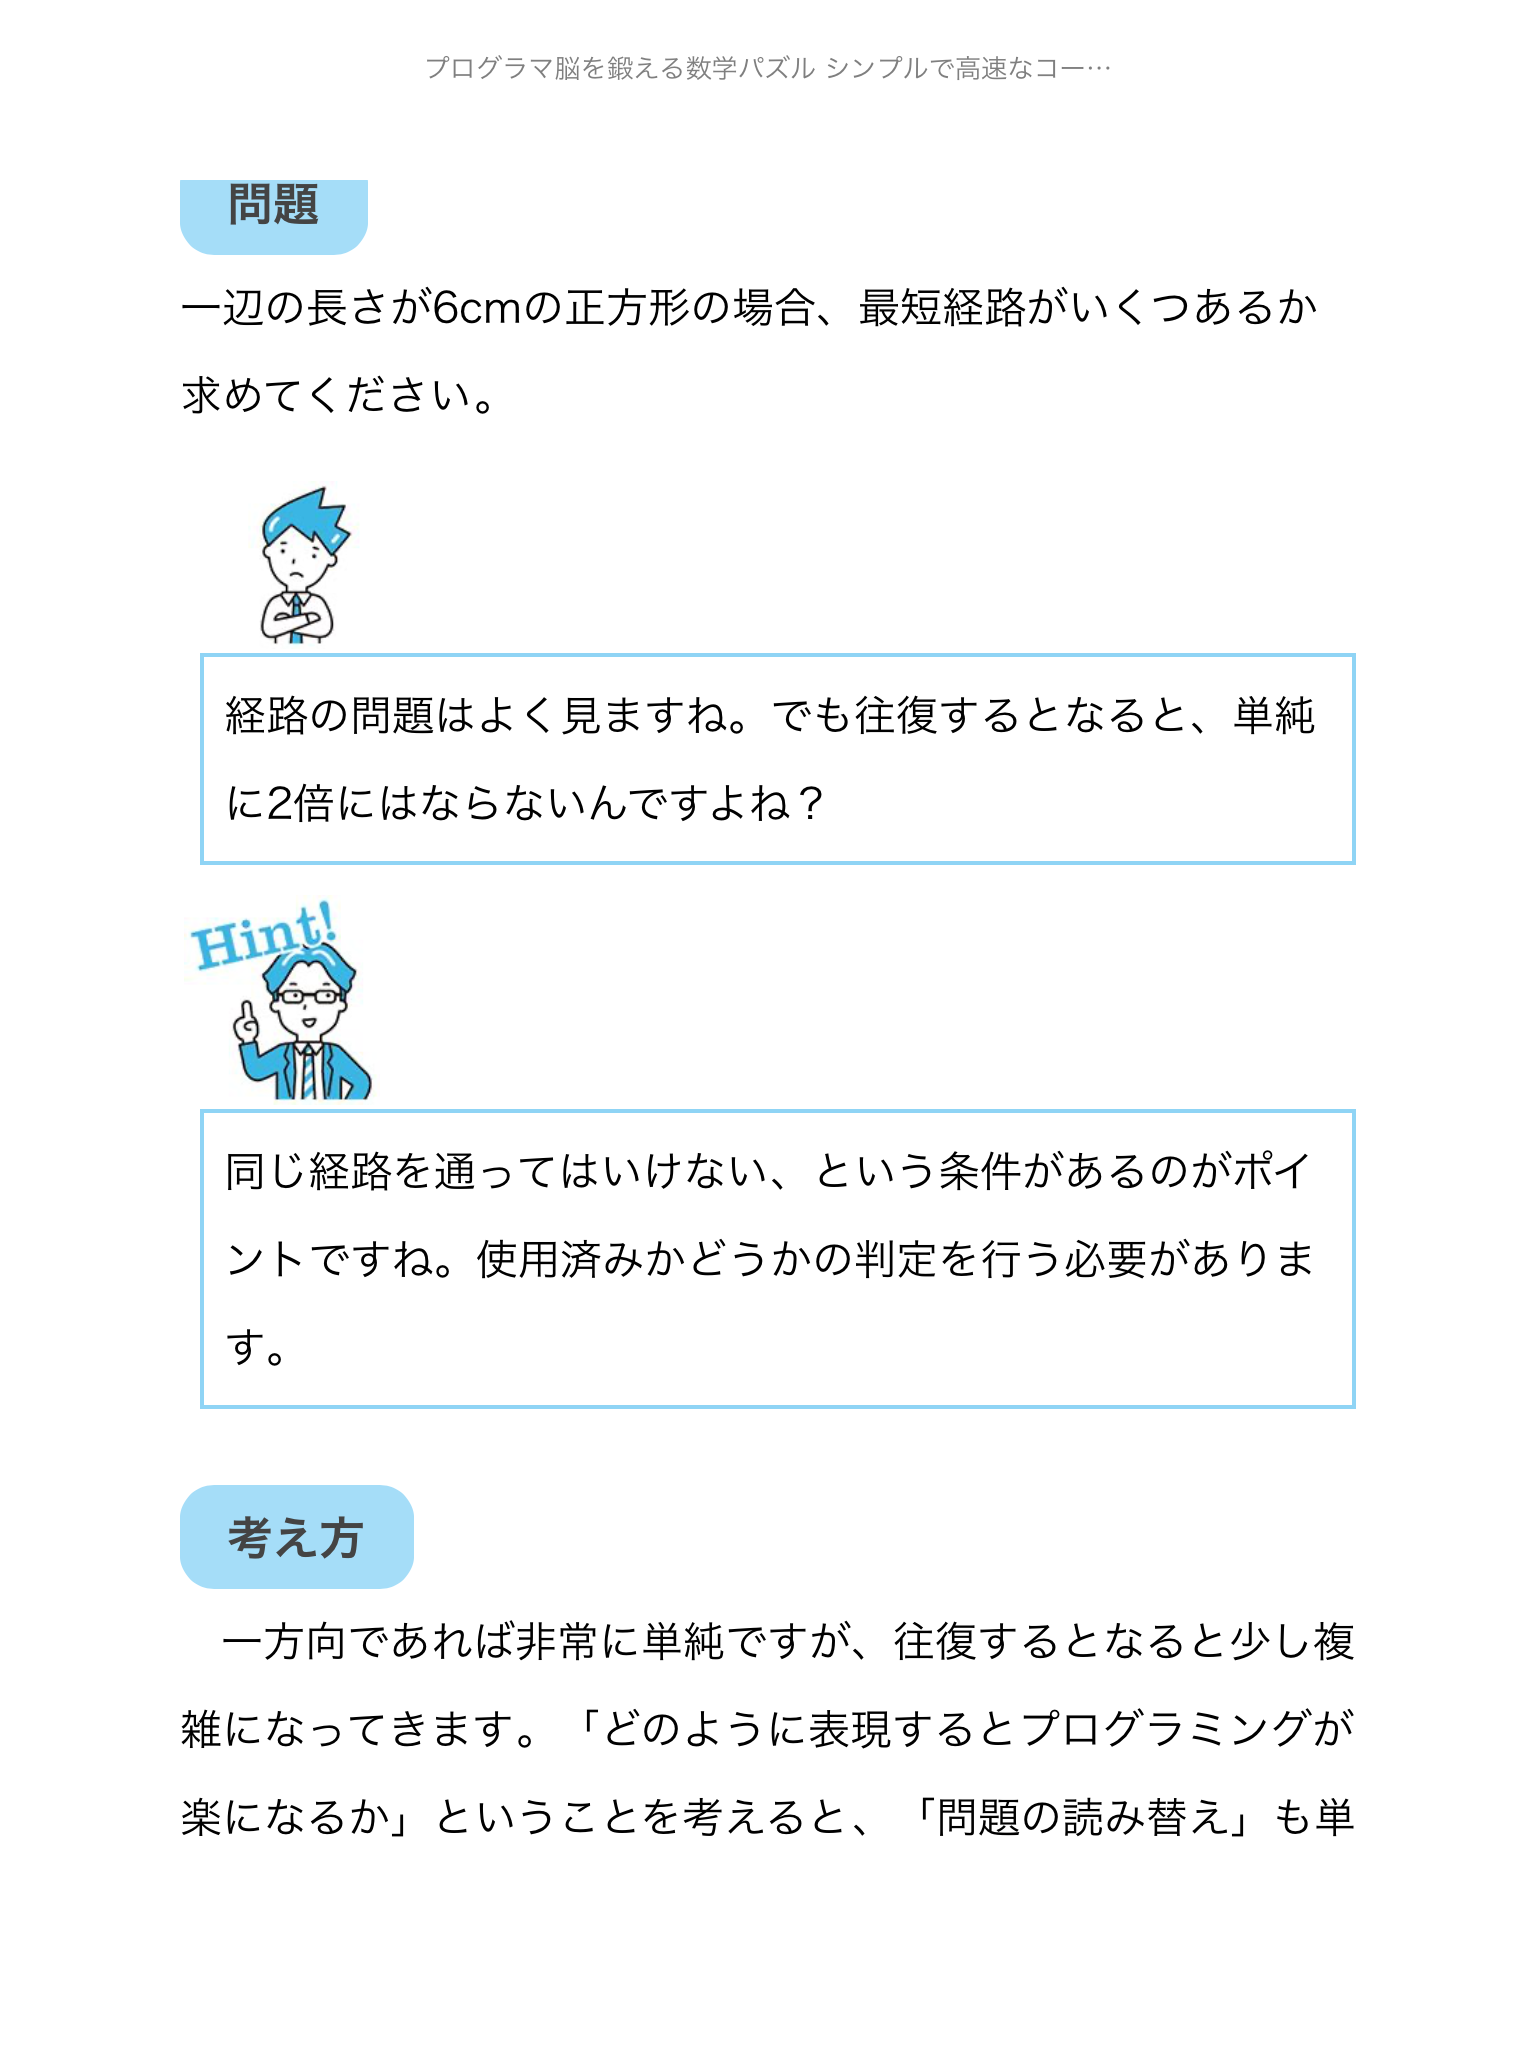 プログラマ脳を鍛える数学パズル シンプルで高速なコー…
問題
一辺の長さが6cmの正方形の場合、最短経路がいくつあるか
求めてください。
経路の問題はよく見ますね。でも往復するとなると、単純
に2倍にはならないんですよね？
Hint!
同じ経路を通ってはいけない、という条件があるのがポイ
ントですね。使用済みかどうかの判定を行う必要がありま
す。
考え方
一方向であれば非常に単純ですが、往復するとなると少し複
雑になってきます。「どのように表現するとプログラミングが
楽になるか」ということを考えると、「問題の読み替え」も単